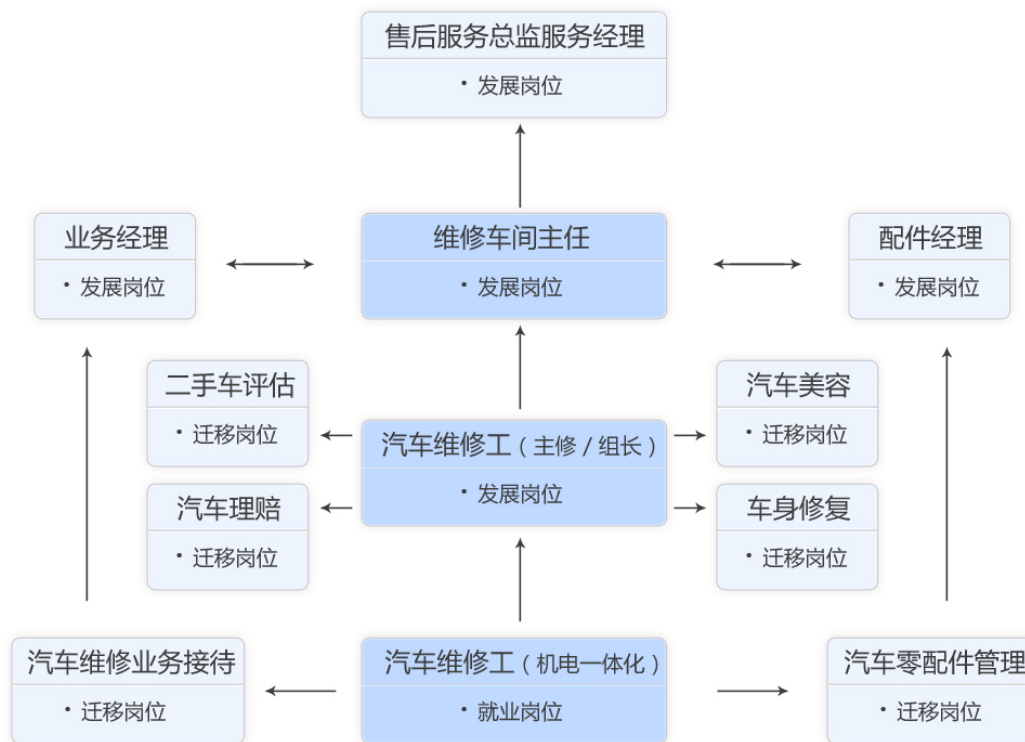 售后服务总监服务经理
· 发展岗位
业务经理
· 发展岗位
维修车间主任
· 发展岗位
配件经理
· 发展岗位
二手车评估
· 迁移岗位
汽车美容
· 迁移岗位
汽车维修工（主修 / 组长）
· 发展岗位
汽车理赔
· 迁移岗位
车身修复
· 迁移岗位
汽车维修业务接待
· 迁移岗位
汽车维修工（机电一体化）
· 就业岗位
汽车零配件管理
· 迁移岗位